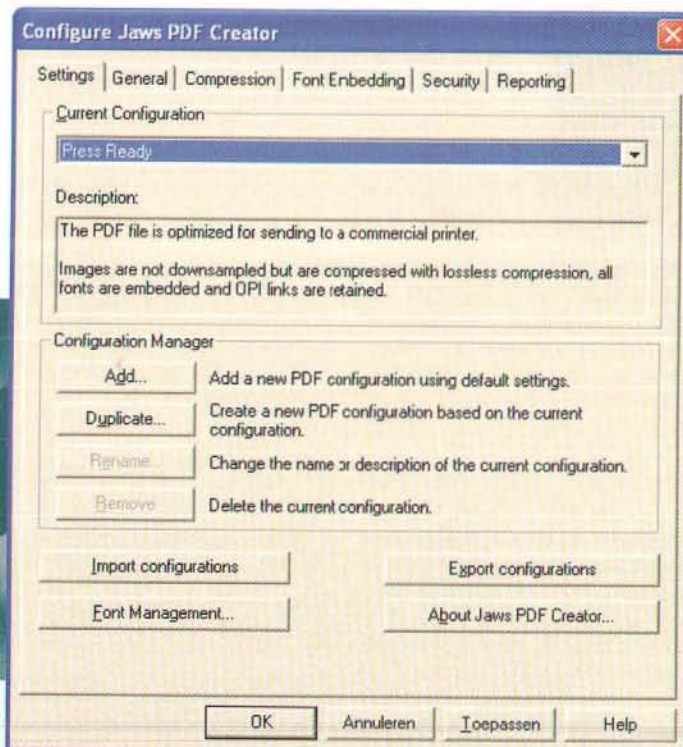 Configure Jaws PDF Creator
Settings General Compression Font Embedding Security Reporting
Current Configuration
Press Ready
Description:
The PDF file is optimized for sending to a commercial printer.
Images are not downsampled but are compressed with lossless compression, all
fonts are embedded and OPI links are retained.
Configuration Manager
Add... Add a new PDF configuration using default settings.
Duplicate... Create a new PDF configuration based on the current
configuration.
Rename... Change the name or description of the current configuration.
Remove Delete the current configuration.
Import configurations Export configurations
Font Management... About Jaws PDF Creator...
OK Annuleren Toepassen Help